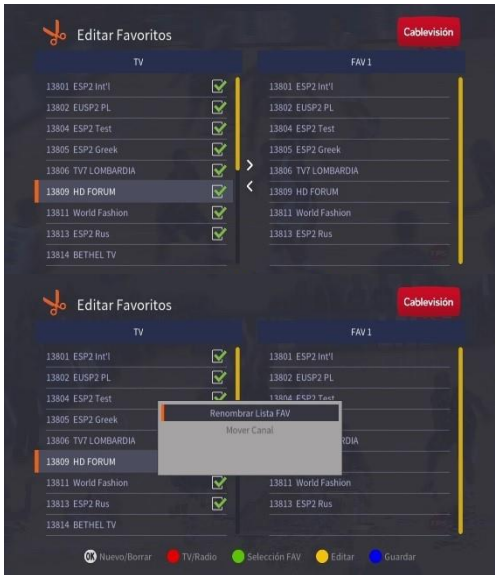 Editar Favoritos
Cablevisión
TV
FAV 1
13801 ESP2 Int'l
13801 ESP2 Int'l
13802 EUSP2 PL
13802 EUSP2 PL
13804 ESP2 Test
13804 ESP2 Test
13805 ESP2 Greek
13805 ESP2 Greek
13806 TV7 LOMBARDIA
13806 TV7 LOMBARDIA
13809 HD FORUM
13809 HD FORUM
13811 World Fashion
13811 World Fashion
13813 ESP2 Rus
13813 ESP2 Rus
13814 BETHEL TV
Editar Favoritos
Cablevisión
TV
FAV 1
13801 ESP2 Int'l
13801 ESP2 Int'l
13802 EUSP2 PL
13802 EUSP2 PL
13804 ESP2 Test
13804 ESP2 Test
13805 ESP2 Greek
Renombrar Lista FAV
Mover Canal
13806 TV7 LOMBARDIA
RDIA
13809 HD FORUM
13811 World Fashion
13811 World Fashion
13813 ESP2 Rus
13813 ESP2 Rus
13814 BETHEL TV
OK Nuevo/Borrar
TV/Radio
Selección FAV
Editar
Guardar